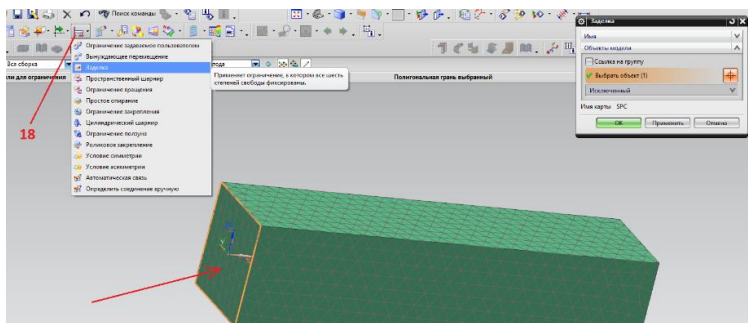 Поиск команды
Заделка
Имя
Объекты модели
Ссылка на группу
Выбрать объект (1)
Исключенный
Имя карты SPC
ОК Применить Отмена
Ограничение задаваемое пользователем
Вынуждающее перемещение
Заделка
Пространственный шарнир
Ограничение вращения
Простое опирание
Ограничение закрепления
Цилиндрический шарнир
Ограничение ползуна
Роликовое закрепление
Условие симметрии
Условие асимметрии
Автоматическая связь
Определить соединение вручную
Вся сборка
для ограничения
Применяет ограничение, в котором все шесть
степеней свободы фиксированы.
Полигональная грань выбранный
18